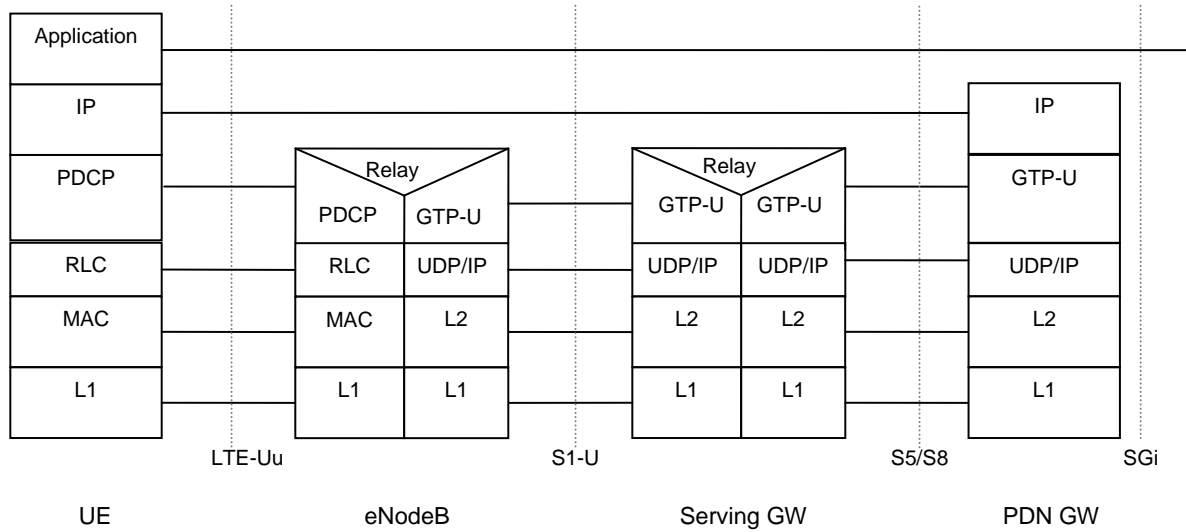 Application
IP
IP
Relay
Relay
PDCP
GTP-U
PDCP
GTP-U
GTP-U
GTP-U
RLC
RLC
UDP/IP
UDP/IP
UDP/IP
UDP/IP
MAC
MAC
L2
L2
L2
L2
L1
L1
L1
L1
L1
L1
LTE-Uu
S1-U
S5/S8
SGi
UE
eNodeB
Serving GW
PDN GW